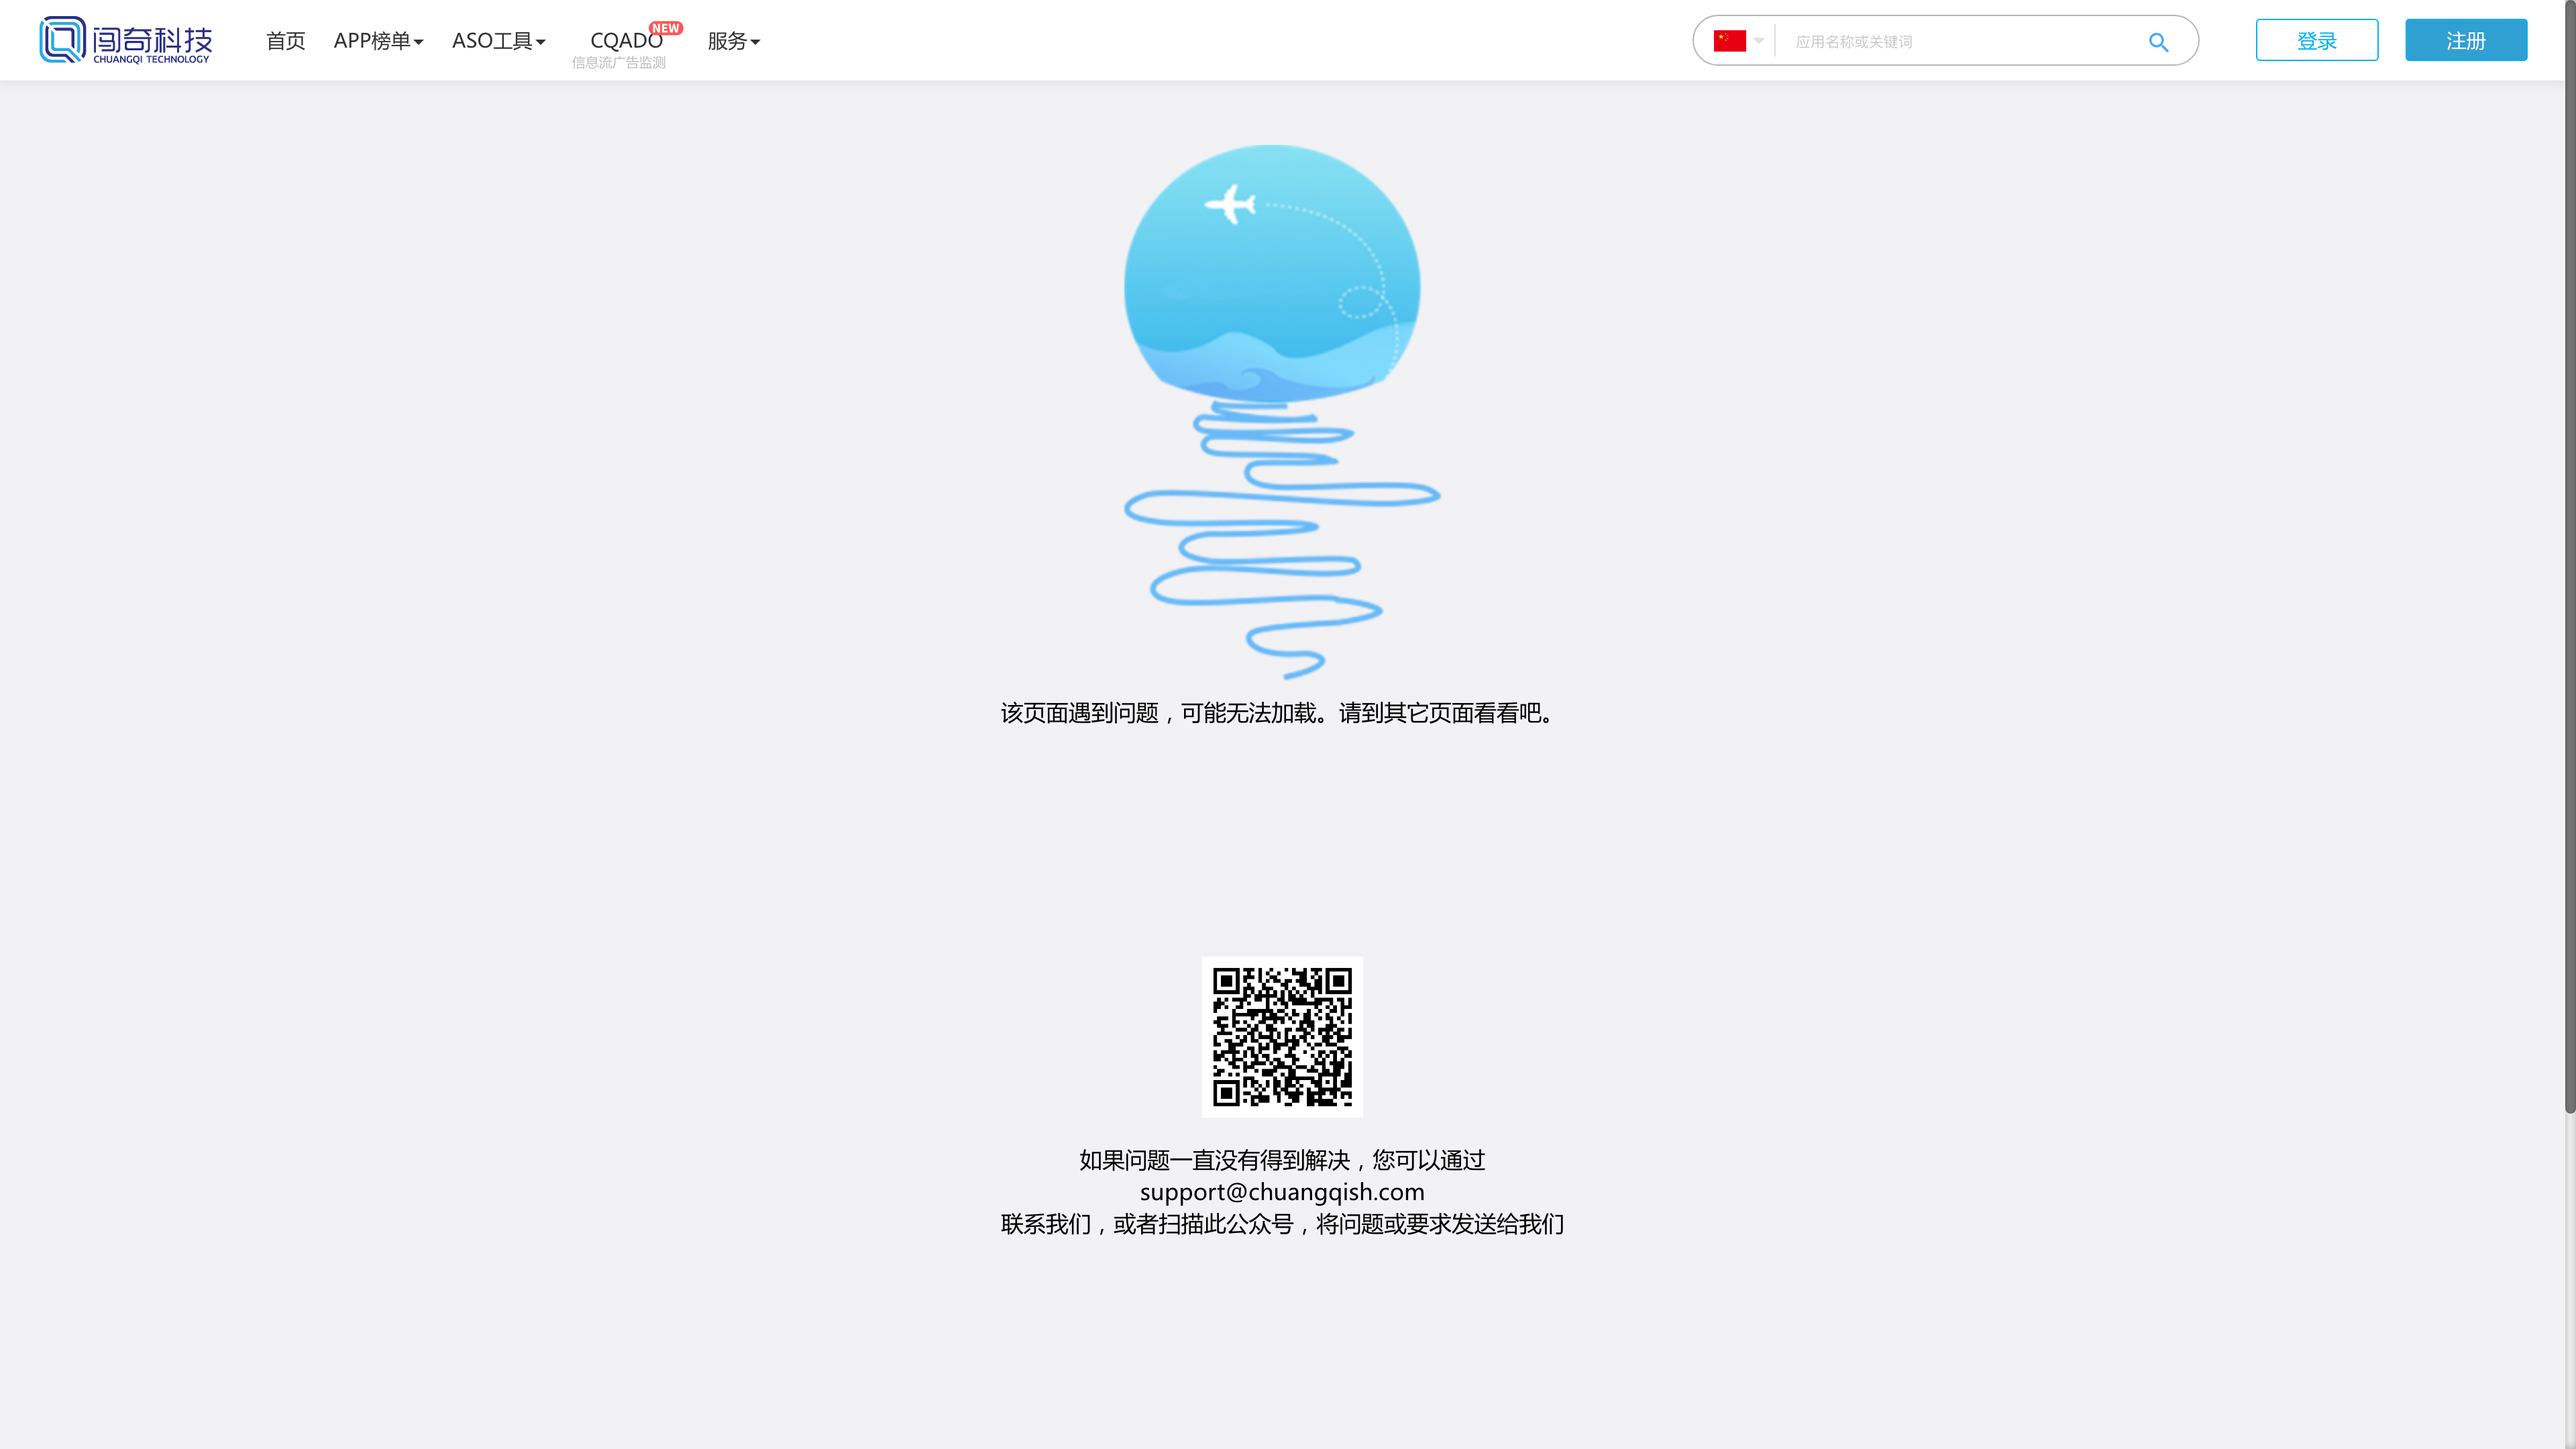 闯奇科技
CHUANGQI TECHNOLOGY
首页
APP榜单
ASO工具
CQADO
NEW
信息流广告监测
服务
应用名称或关键词
登录
注册
该页面遇到问题，可能无法加载。请到其它页面看看吧。
如果问题一直没有得到解决，您可以通过
support@chuangqish.com
联系我们，或者扫描此公众号，将问题或要求发送给我们